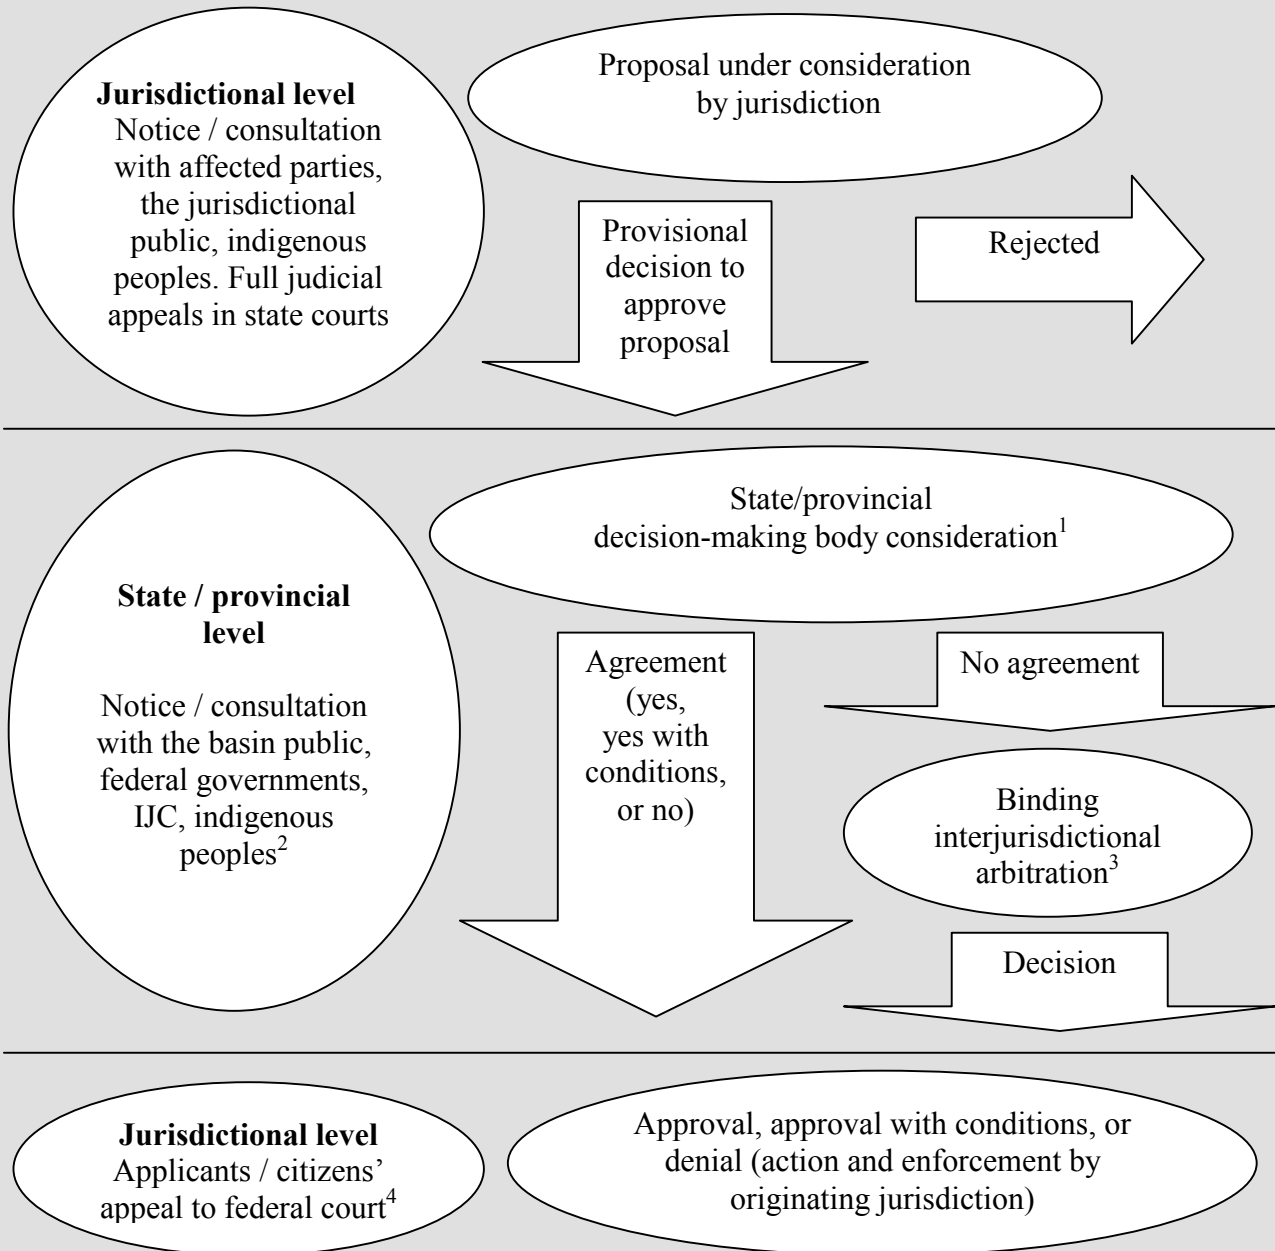 Jurisdictional level
Notice / consultation
with affected parties,
the jurisdictional
public, indigenous
peoples. Full judicial
appeals in state courts
Proposal under consideration
by jurisdiction
Provisional
decision to
approve
proposal
Rejected
State / provincial
level
Notice / consultation
with the basin public,
federal governments,
IJC, indigenous
peoples2
State/provincial
decision-making body consideration1
Agreement
(yes,
yes with
conditions,
or no)
No agreement
Binding
interjurisdictional
arbitration3
Decision
Jurisdictional level
Applicants / citizens’
appeal to federal court4
Approval, approval with conditions, or
denial (action and enforcement by
originating jurisdiction)